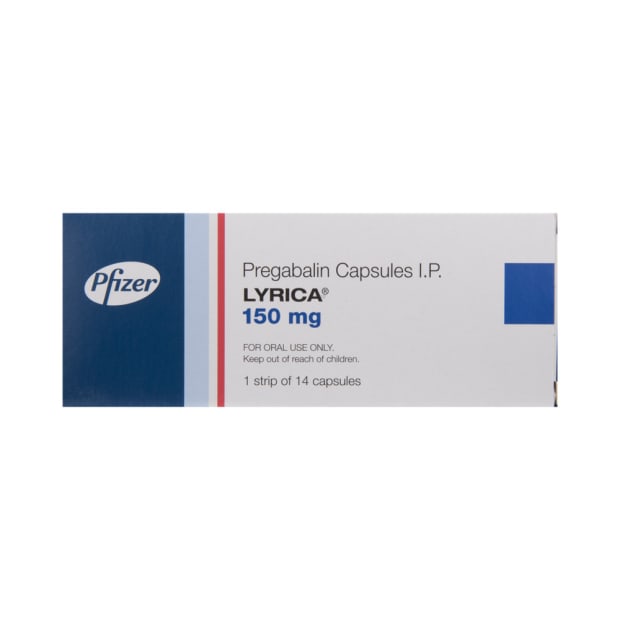 Pfizer
Pregabalin Capsules I.P.
LYRICA®
150 mg
FOR ORAL USE ONLY.
Keep out of reach of children.
1 strip of 14 capsules